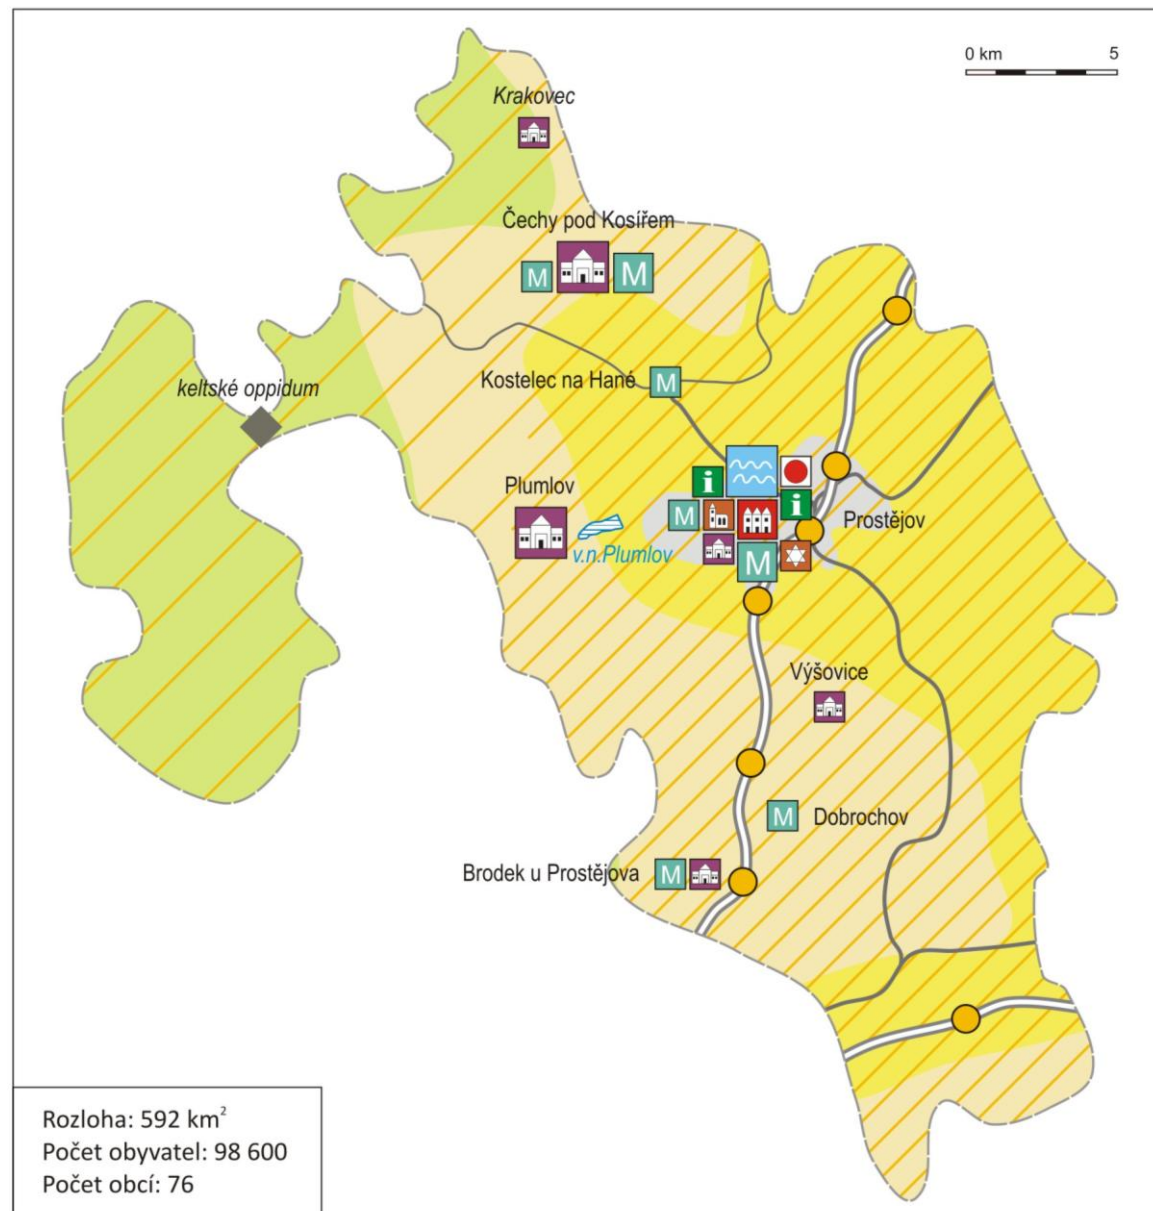 0 km 5
Krakovec
Čechy pod Kosířem
M M
keltské oppidum
Kostelec na Hané M
i
Plumlov
M
i
Prostějov
v.n.Plumlov
M
Výšovice
M Dobrochov
Brodek u Prostějova M
Rozloha: 592 km²
Počet obyvatel: 98 600
Počet obcí: 76